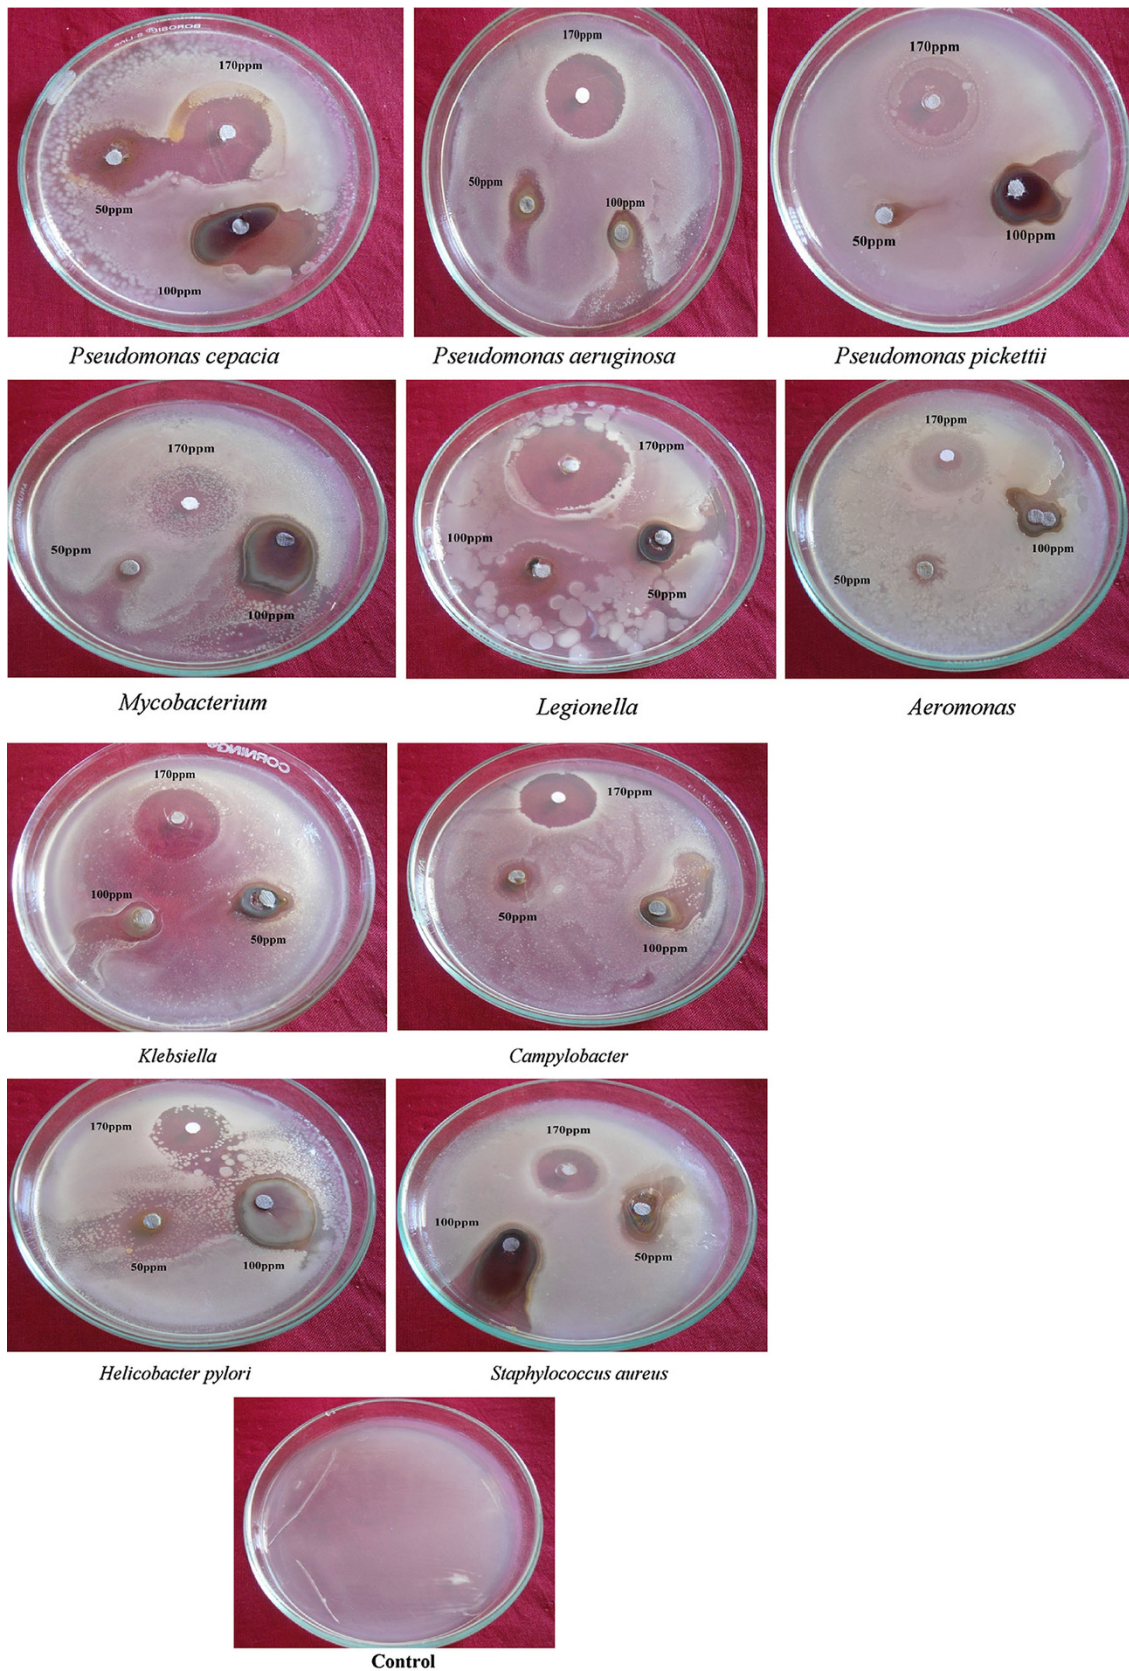 BOROSIL® S-Line
170ppm
50ppm
100ppm
170ppm
50ppm
100ppm
170ppm
50ppm
100ppm
Pseudomonas cepacia
Pseudomonas aeruginosa
Pseudomonas pickettii
170ppm
50ppm
100ppm
170ppm
100ppm
50ppm
170ppm
100ppm
50ppm
Mycobacterium
Legionella
Aeromonas
CORNING®
170ppm
100ppm
50ppm
170ppm
50ppm
100ppm
Klebsiella
Campylobacter
170ppm
50ppm
100ppm
170ppm
100ppm
50ppm
Helicobacter pylori
Staphylococcus aureus
Control